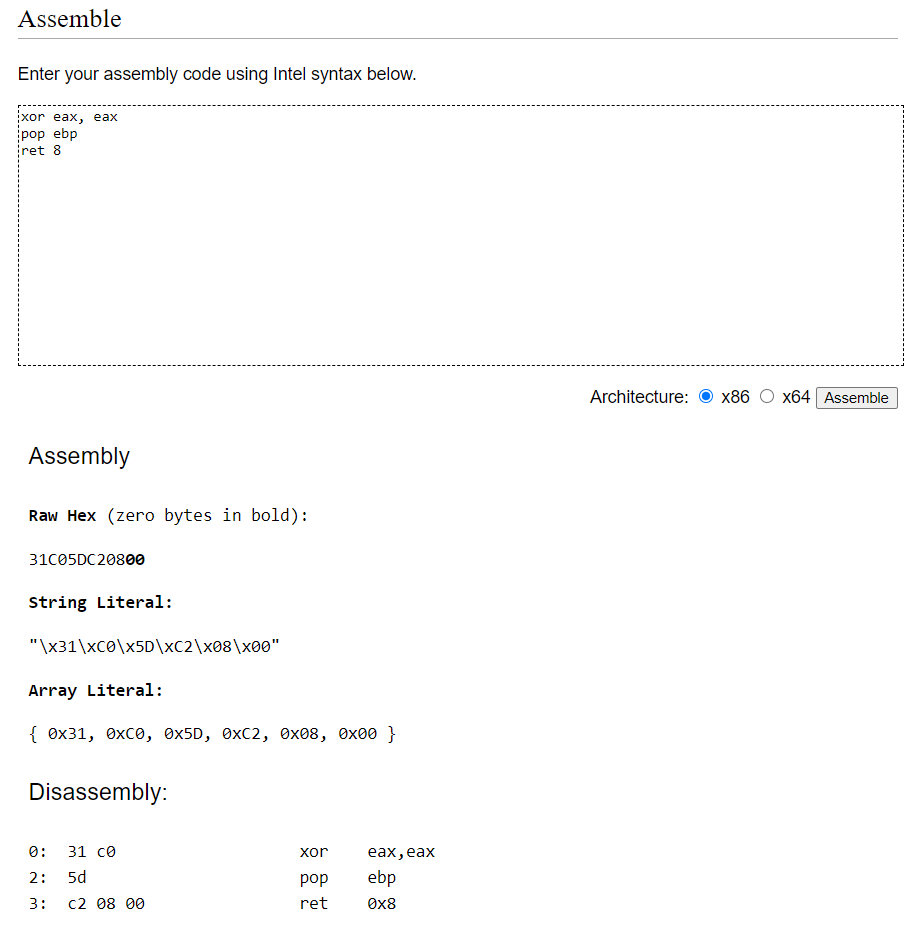 Assemble
Enter your assembly code using Intel syntax below.
xor eax, eax
pop ebp
ret 8
Architecture: x86 x64 Assemble
Assembly
Raw Hex (zero bytes in bold):
31C05DC20800
String Literal:
"\x31\xC0\x5D\xC2\x08\x00"
Array Literal:
{ 0x31, 0xC0, 0x5D, 0xC2, 0x08, 0x00 }
Disassembly:
0: 31 c0 xor eax,eax
2: 5d pop ebp
3: c2 08 00 ret 0x8